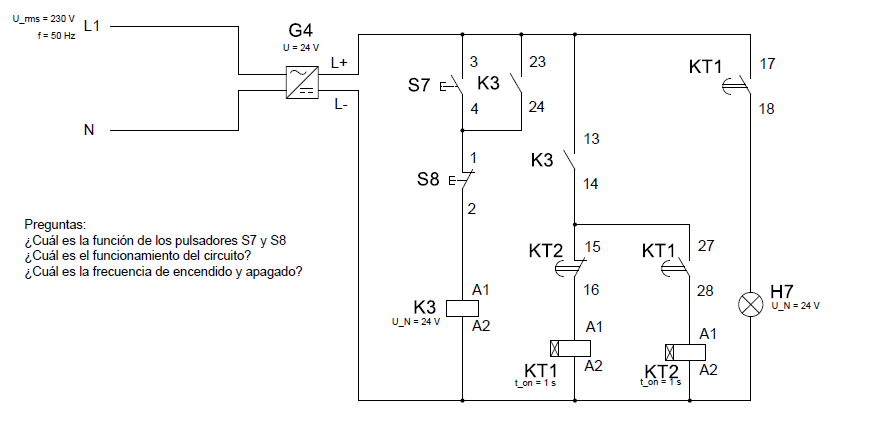 U_rms = 230 V
f = 50 Hz
L1
N
G4
U = 24 V
L+
L-
S7
3
4
K3
23
24
S8
1
2
K3
U_N = 24 V
A1
A2
K3
13
14
KT2
15
16
KT1
27
28
KT1
t_on = 1 s
A1
A2
KT2
t_on = 1 s
A1
A2
KT1
17
18
H7
U_N = 24 V
Preguntas:
¿Cuál es la función de los pulsadores S7 y S8
¿Cuál es el funcionamiento del circuito?
¿Cuál es la frecuencia de encendido y apagado?